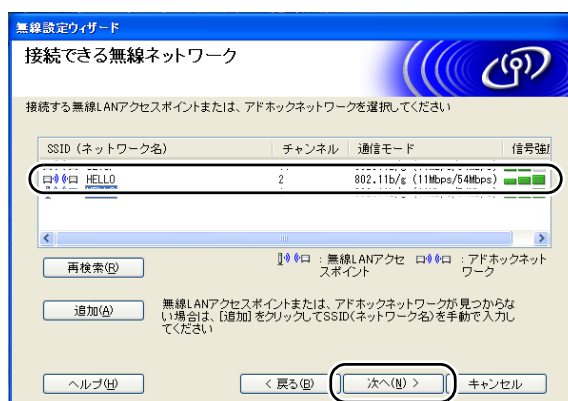 無線設定ウィザード
接続できる無線ネットワーク
接続する無線LANアクセスポイントまたは、アドホックネットワークを選択してください
SSID (ネットワーク名) チャンネル 通信モード 信号強
HELLO 2 802.11b/g (11Mbps/54Mbps)
再検索(R)
：無線LANアクセスポイント
：アドホックネットワーク
追加(A)
無線LANアクセスポイントまたは、アドホックネットワークが見つからな
い場合は、[追加]をクリックしてSSID(ネットワーク名)を手動で入力し
てください
ヘルプ(H) < 戻る(B) 次へ(N) > キャンセル